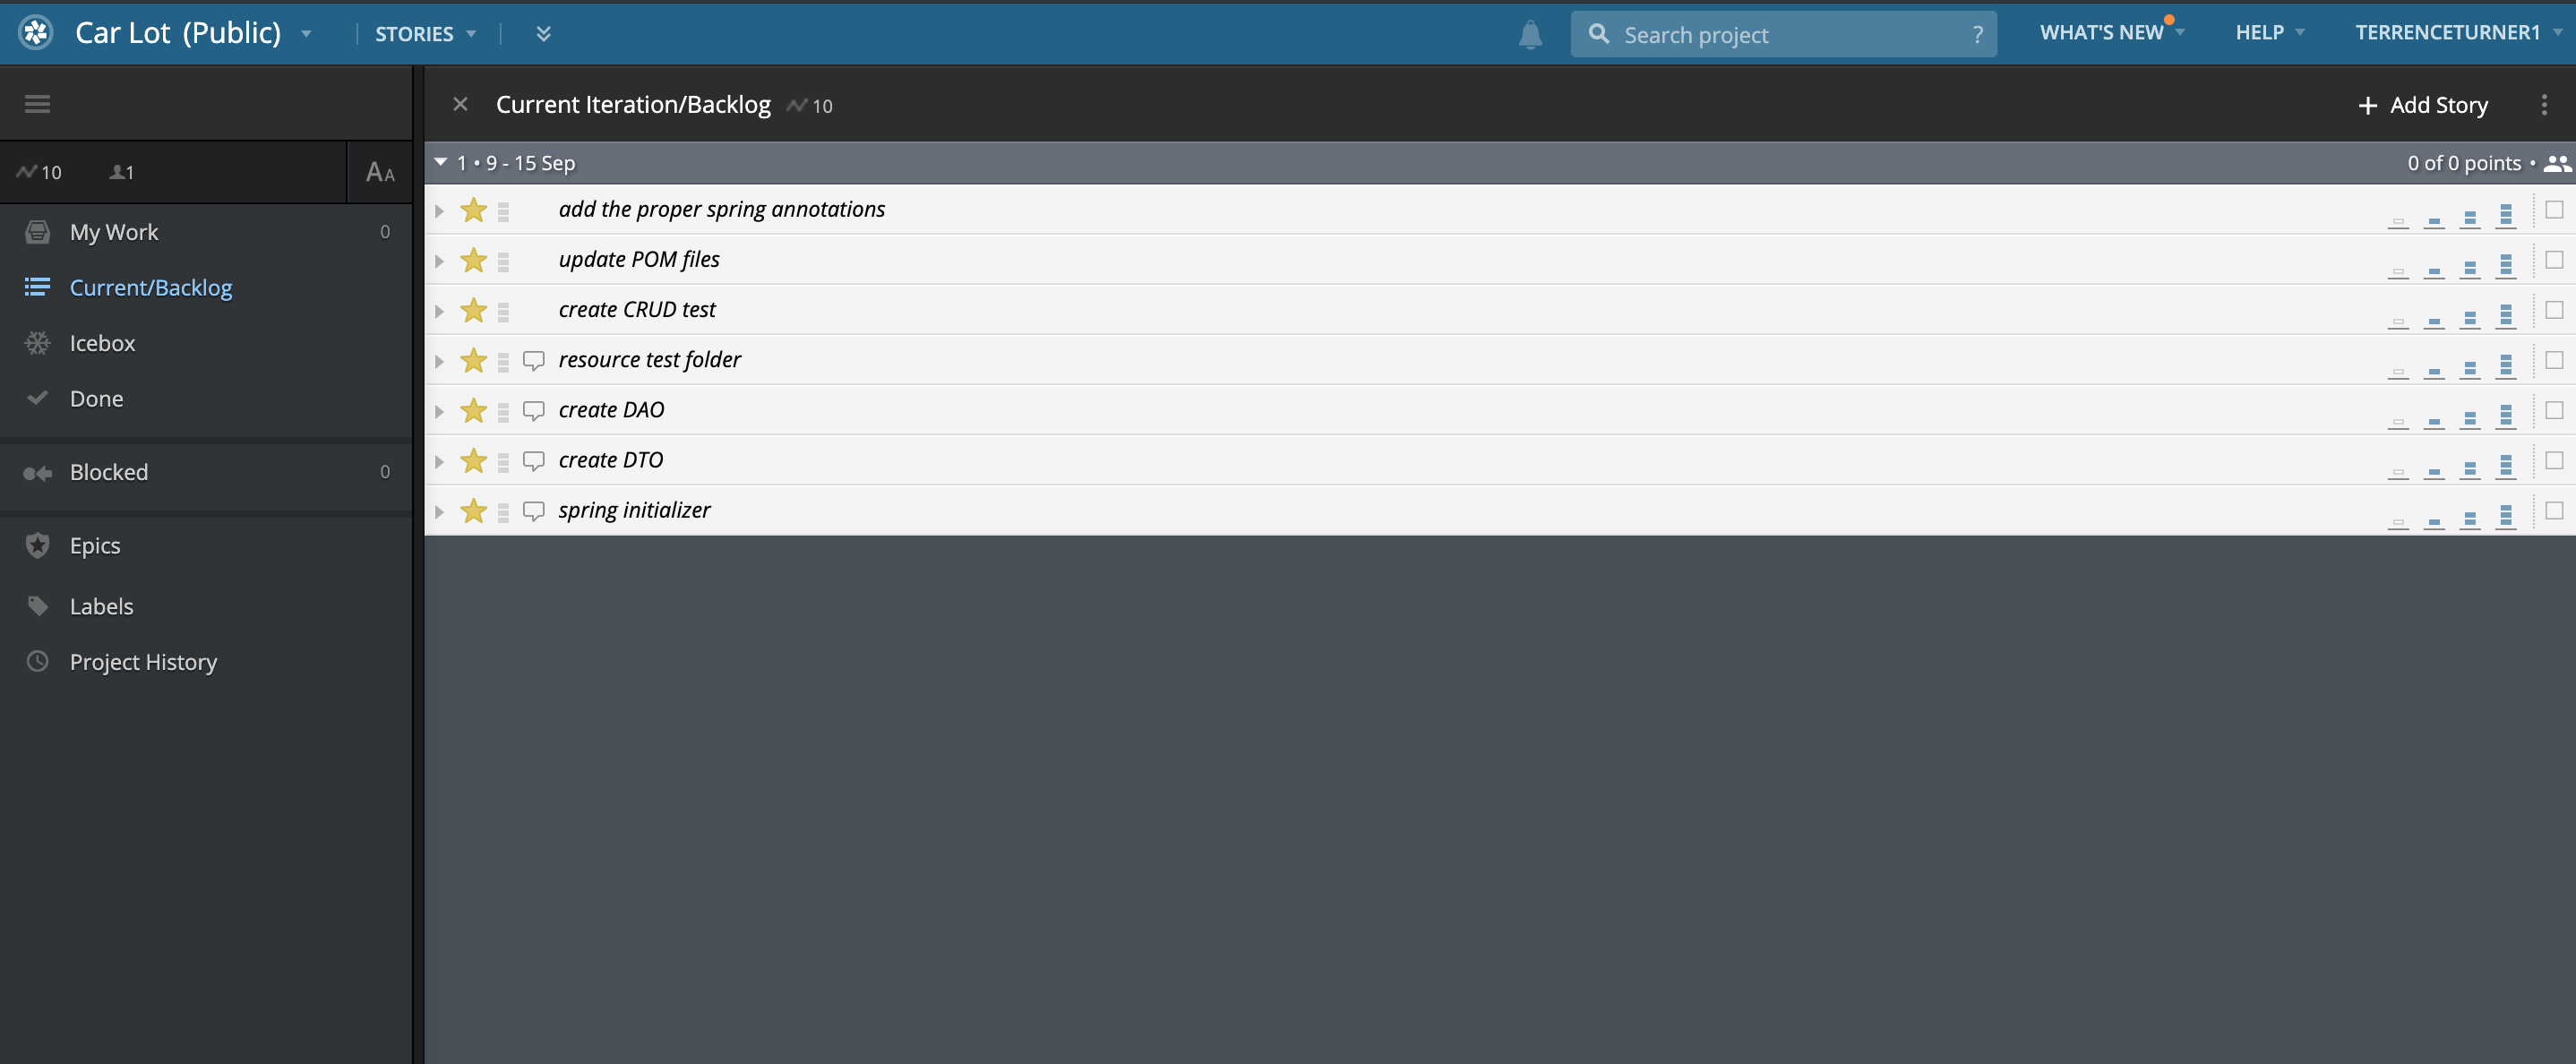 Car Lot (Public) STORIES Search project ? WHAT'S NEW HELP TERRENCETURNER1
Current Iteration/Backlog 10 + Add Story
10 1 AA
1 • 9 - 15 Sep 0 of 0 points •
My Work 0
Current/Backlog
Icebox
Done
Blocked 0
Epics
Labels
Project History
add the proper spring annotations
update POM files
create CRUD test
resource test folder
create DAO
create DTO
spring initializer